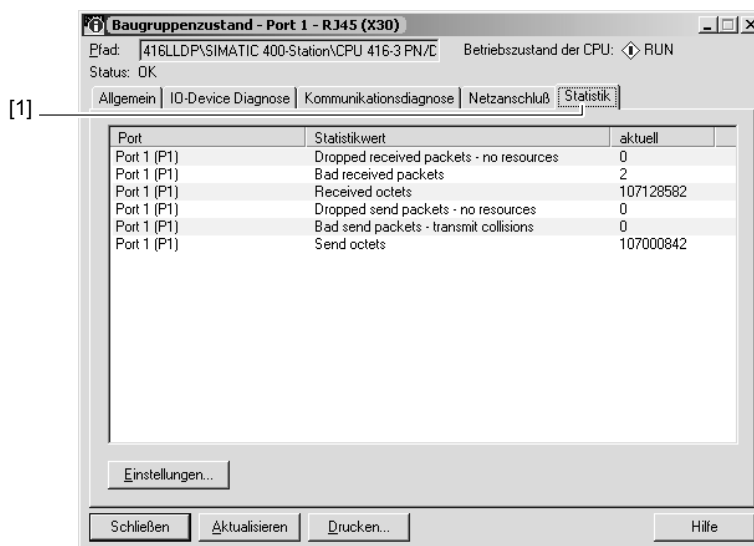 Baugruppenzustand - Port 1 - RJ45 (X30)
Pfad: 416LLDP\SIMATIC 400-Station\CPU 416-3 PN/D Betriebszustand der CPU: RUN
Status: OK
Allgemein IO-Device Diagnose Kommunikationsdiagnose Netzanschluß Statistik
[1]
Port Statistikwert aktuell
Port 1 (P1) Dropped received packets - no resources 0
Port 1 (P1) Bad received packets 2
Port 1 (P1) Received octets 107128582
Port 1 (P1) Dropped send packets - no resources 0
Port 1 (P1) Bad send packets - transmit collisions 0
Port 1 (P1) Send octets 107000842
Einstellungen...
Schließen Aktualisieren Drucken... Hilfe